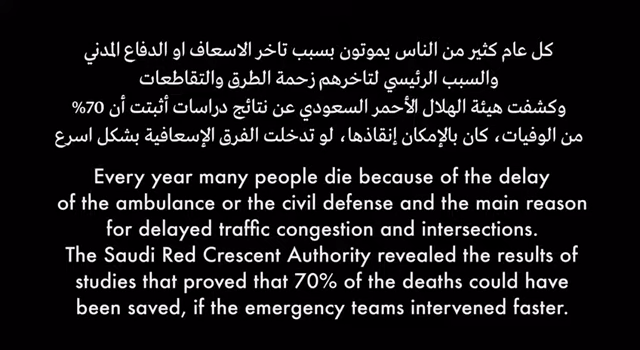 كل عام كثير من الناس يموتون بسبب تاخر الاسعاف او الدفاع المدني
والسبب الرئيسي لتاخرهم زحمة الطرق والتقاطعات
وكشفت هيئة الهلال الأحمر السعودي عن نتائج دراسات أثبتت أن 70%
من الوفيات، كان بالإمكان إنقاذها، لو تدخلت الفرق الإسعافية بشكل اسرع
Every year many people die because of the delay
of the ambulance or the civil defense and the main reason
for delayed traffic congestion and intersections.
The Saudi Red Crescent Authority revealed the results of
studies that proved that 70% of the deaths could have
been saved, if the emergency teams intervened faster.